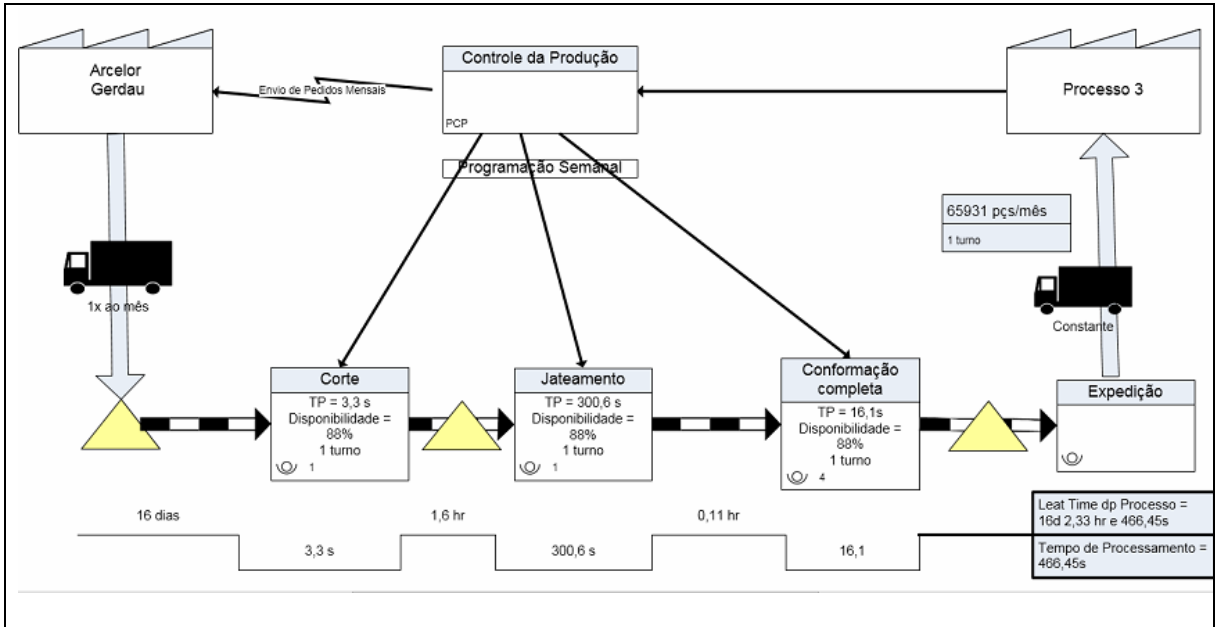 Arcelor
Gerdau
Envio de Pedidos Mensais
Controle da Produção
PCP
Programação Semanal
Processo 3
65931 pçs/mês
1 turno
1x ao mês
Constante
Corte
TP = 3,3 s
Disponibilidade =
88%
1 turno
1
Jateamento
TP = 300,6 s
Disponibilidade =
88%
1 turno
1
Conformação
completa
TP = 16,1s
Disponibilidade =
88%
1 turno
4
Expedição
16 dias
1,6 hr
0,11 hr
3,3 s
300,6 s
16,1
Leat Time dp Processo =
16d 2,33 hr e 466,45s
Tempo de Processamento =
466,45s